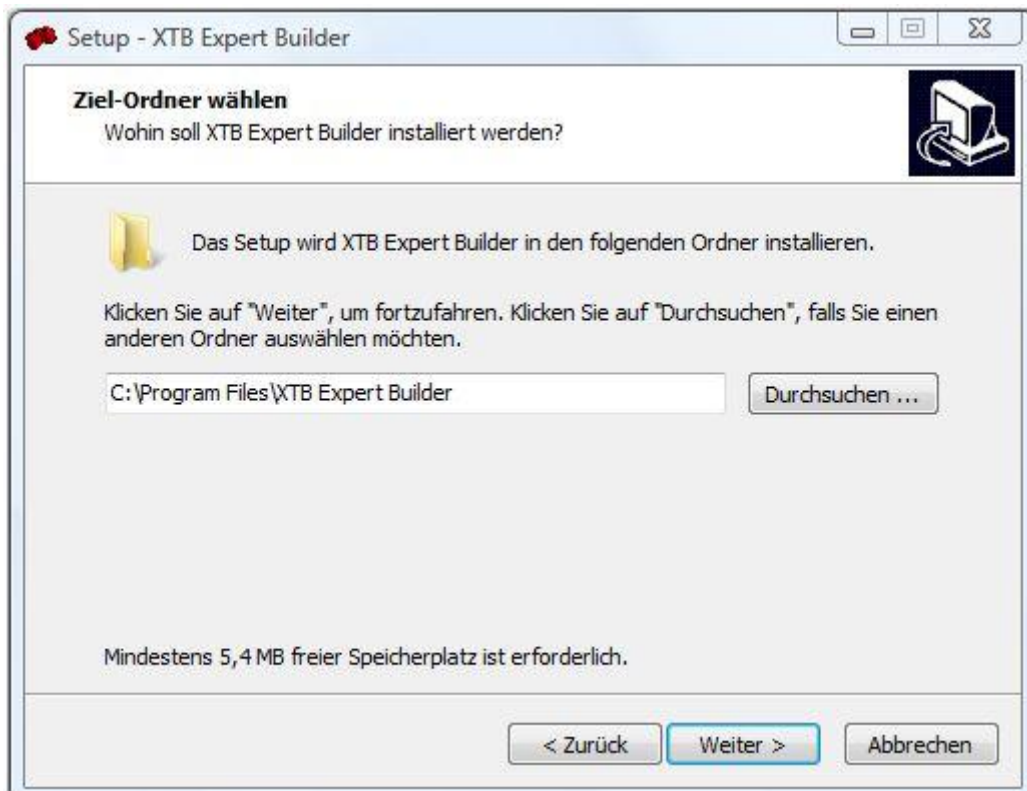 Setup - XTB Expert Builder
Ziel-Ordner wählen
Wohin soll XTB Expert Builder installiert werden?
Das Setup wird XTB Expert Builder in den folgenden Ordner installieren.
Klicken Sie auf "Weiter", um fortzufahren. Klicken Sie auf "Durchsuchen", falls Sie einen
anderen Ordner auswählen möchten.
C:\Program Files\XTB Expert Builder
Durchsuchen ...
Mindestens 5,4 MB freier Speicherplatz ist erforderlich.
< Zurück
Weiter >
Abbrechen